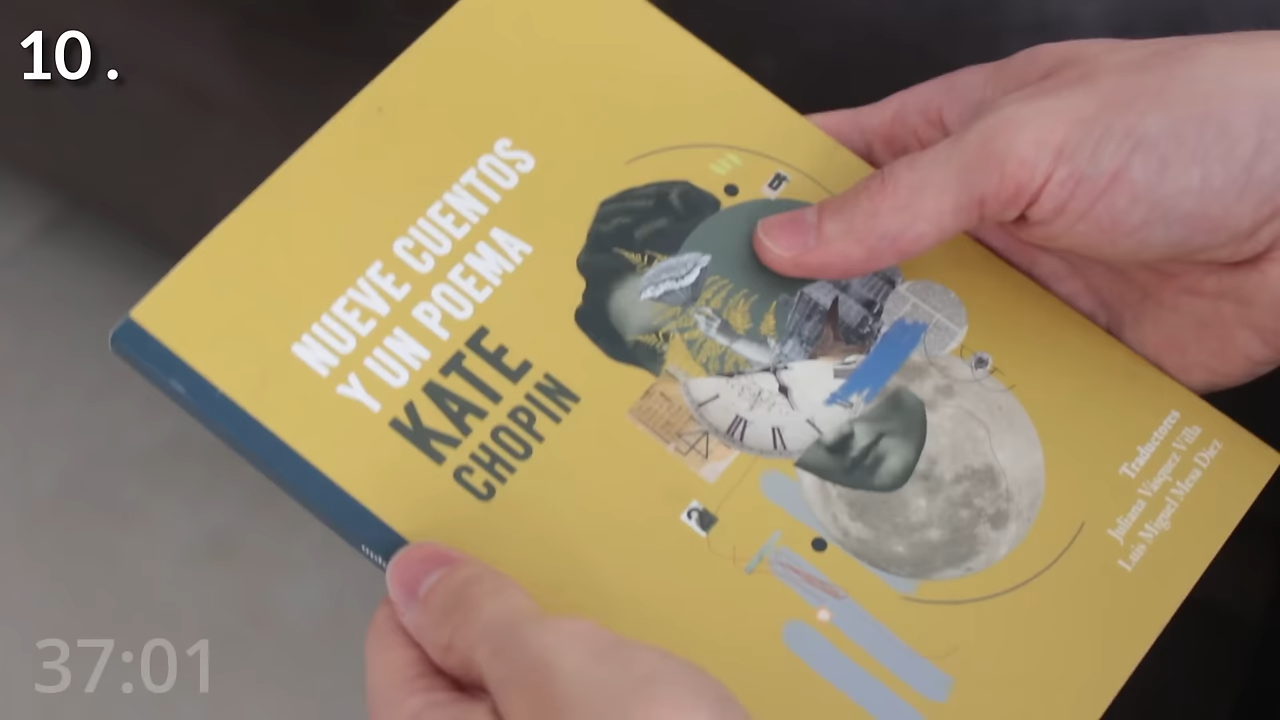 10 .
NUEVE CUENTOS
Y UN POEMA
KATE
CHOPIN
Traductores
Juliana Vásquez Villa
Luis Miguel Mesa Díez
37:01